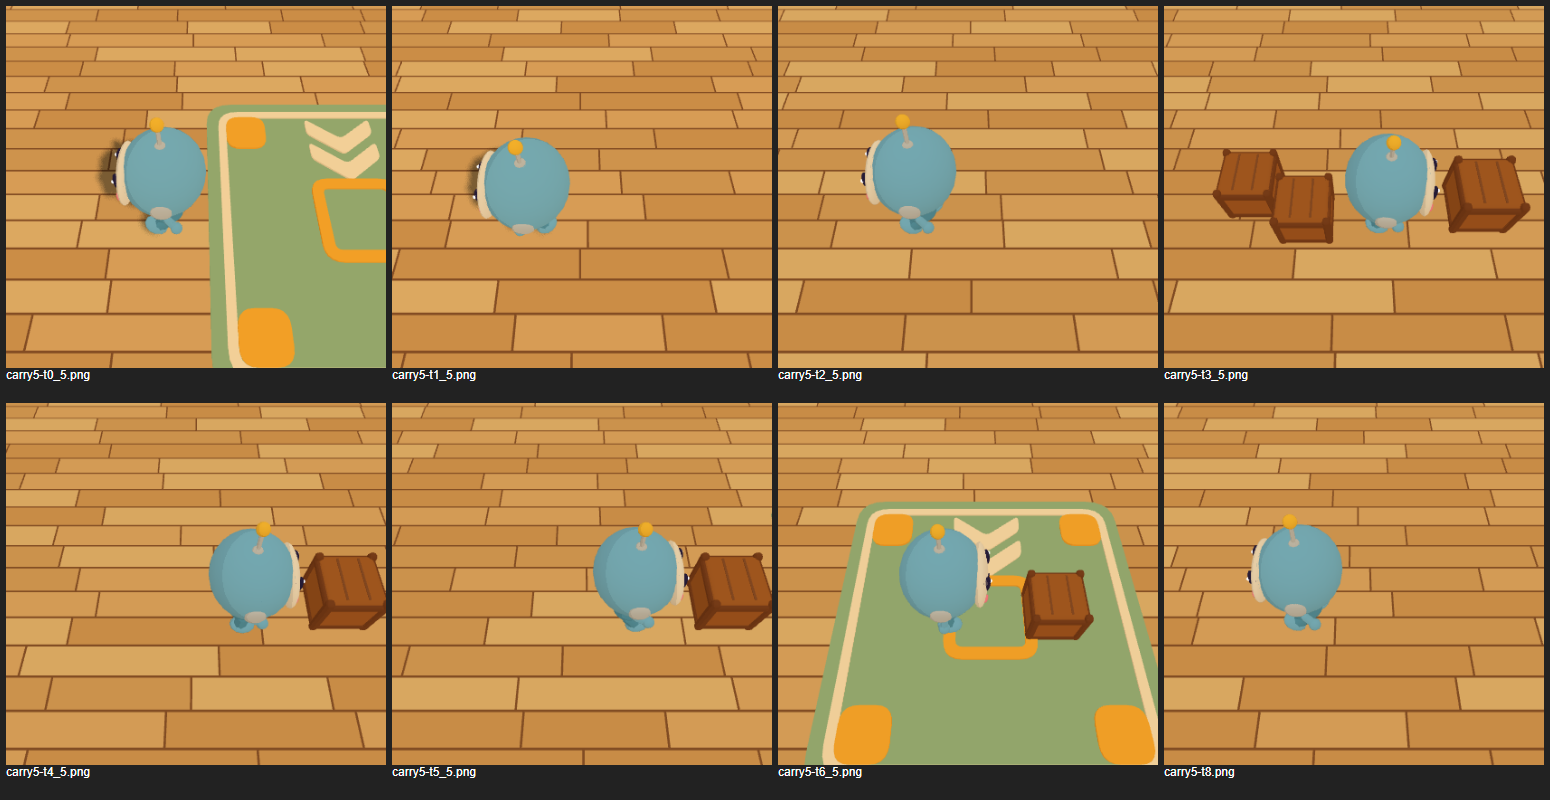 carry5-t0_5.png
carry5-t1_5.png
carry5-t2_5.png
carry5-t3_5.png
carry5-t4_5.png
carry5-t5_5.png
carry5-t6_5.png
carry5-t8.png